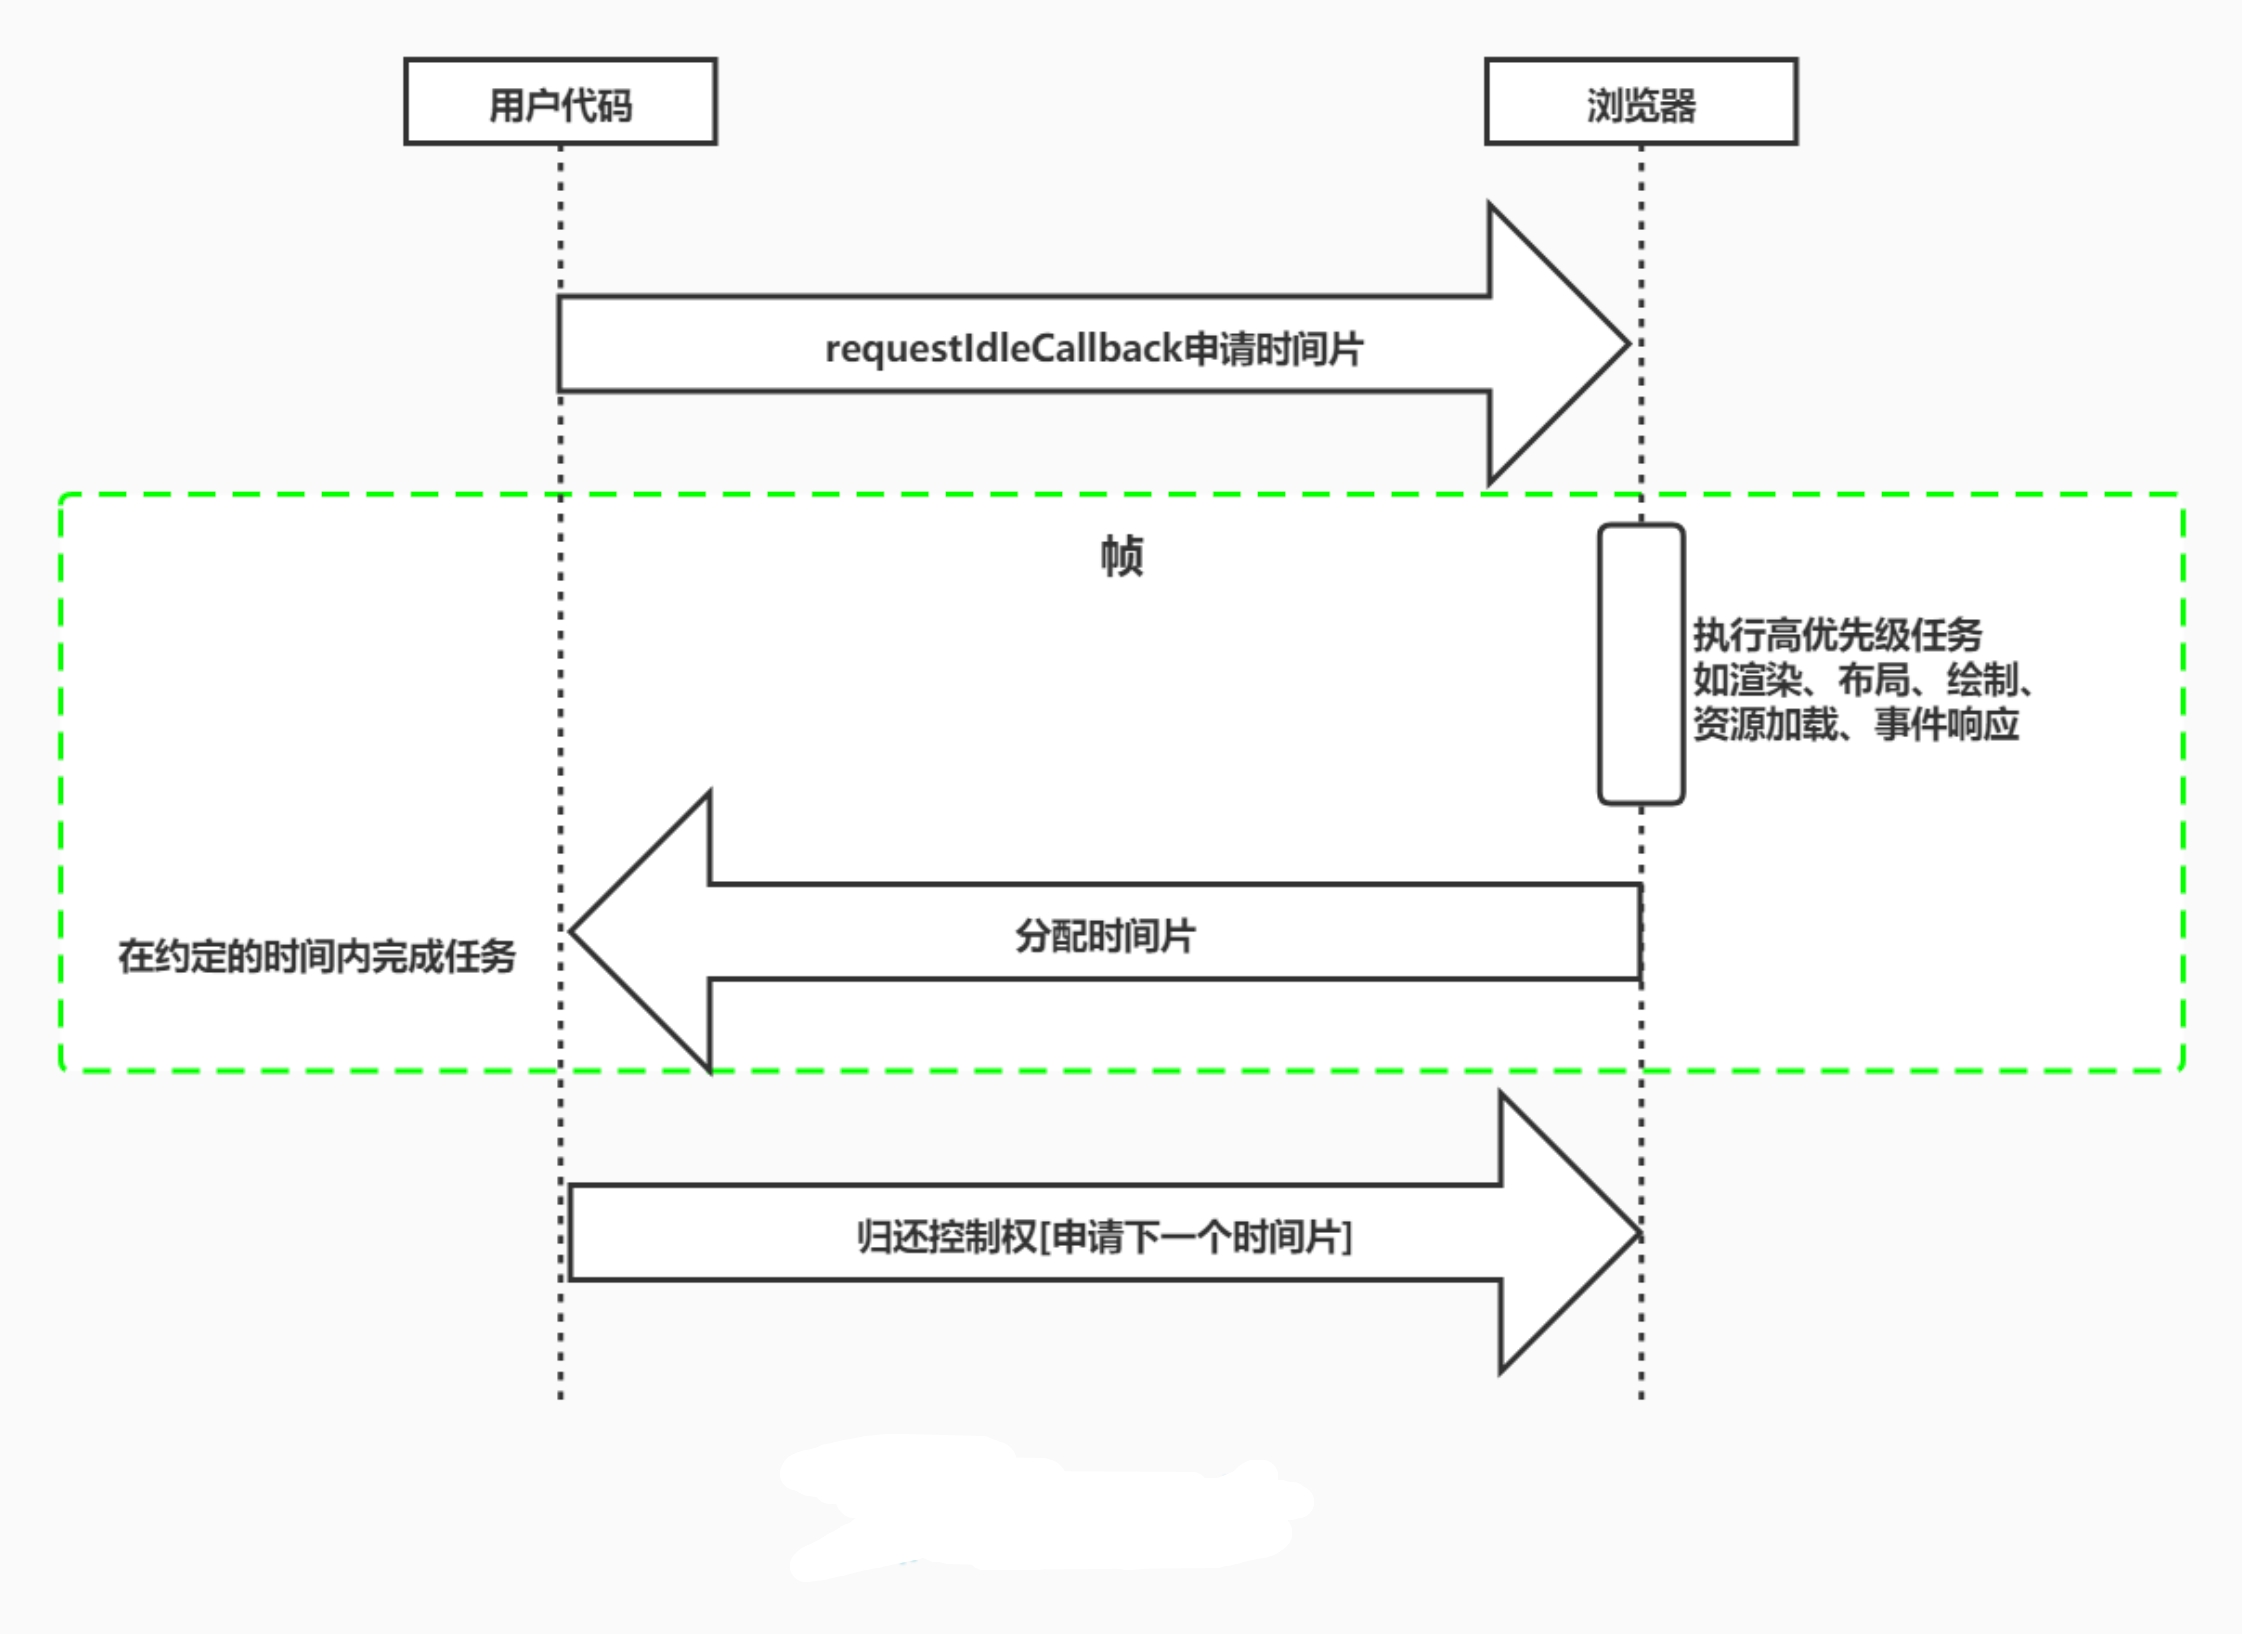 用户代码
浏览器
requestIdleCallback申请时间片
帧
执行高优先级任务
如渲染、布局、绘制、
资源加载、事件响应
分配时间片
在约定的时间内完成任务
归还控制权[申请下一个时间片]